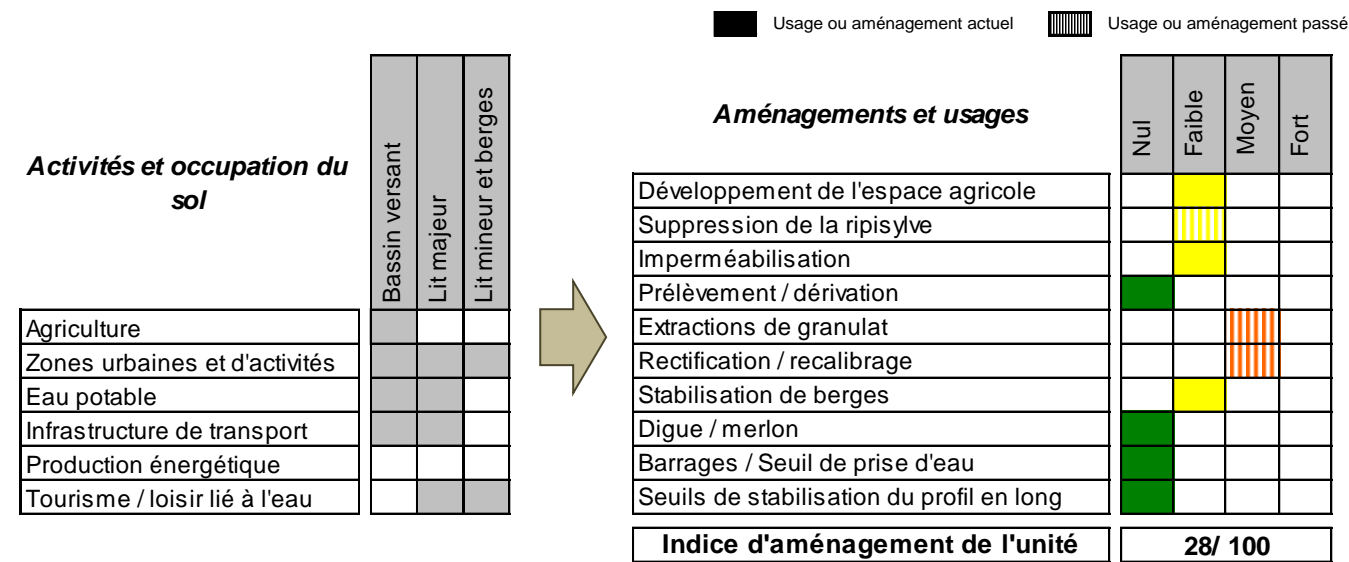 Usage ou aménagement actuel
Usage ou aménagement passé
Activités et occupation du
sol
Bassin versant
Lit majeur
Lit mineur et berges
Agriculture
Zones urbaines et d'activités
Eau potable
Infrastructure de transport
Production énergétique
Tourisme / loisir lié à l'eau
Aménagements et usages
Nul
Faible
Moyen
Fort
Développement de l'espace agricole
Suppression de la ripisylve
Imperméabilisation
Prélèvement / dérivation
Extractions de granulat
Rectification / recalibrage
Stabilisation de berges
Digue / merlon
Barrages / Seuil de prise d'eau
Seuils de stabilisation du profil en long
Indice d'aménagement de l'unité
28/ 100